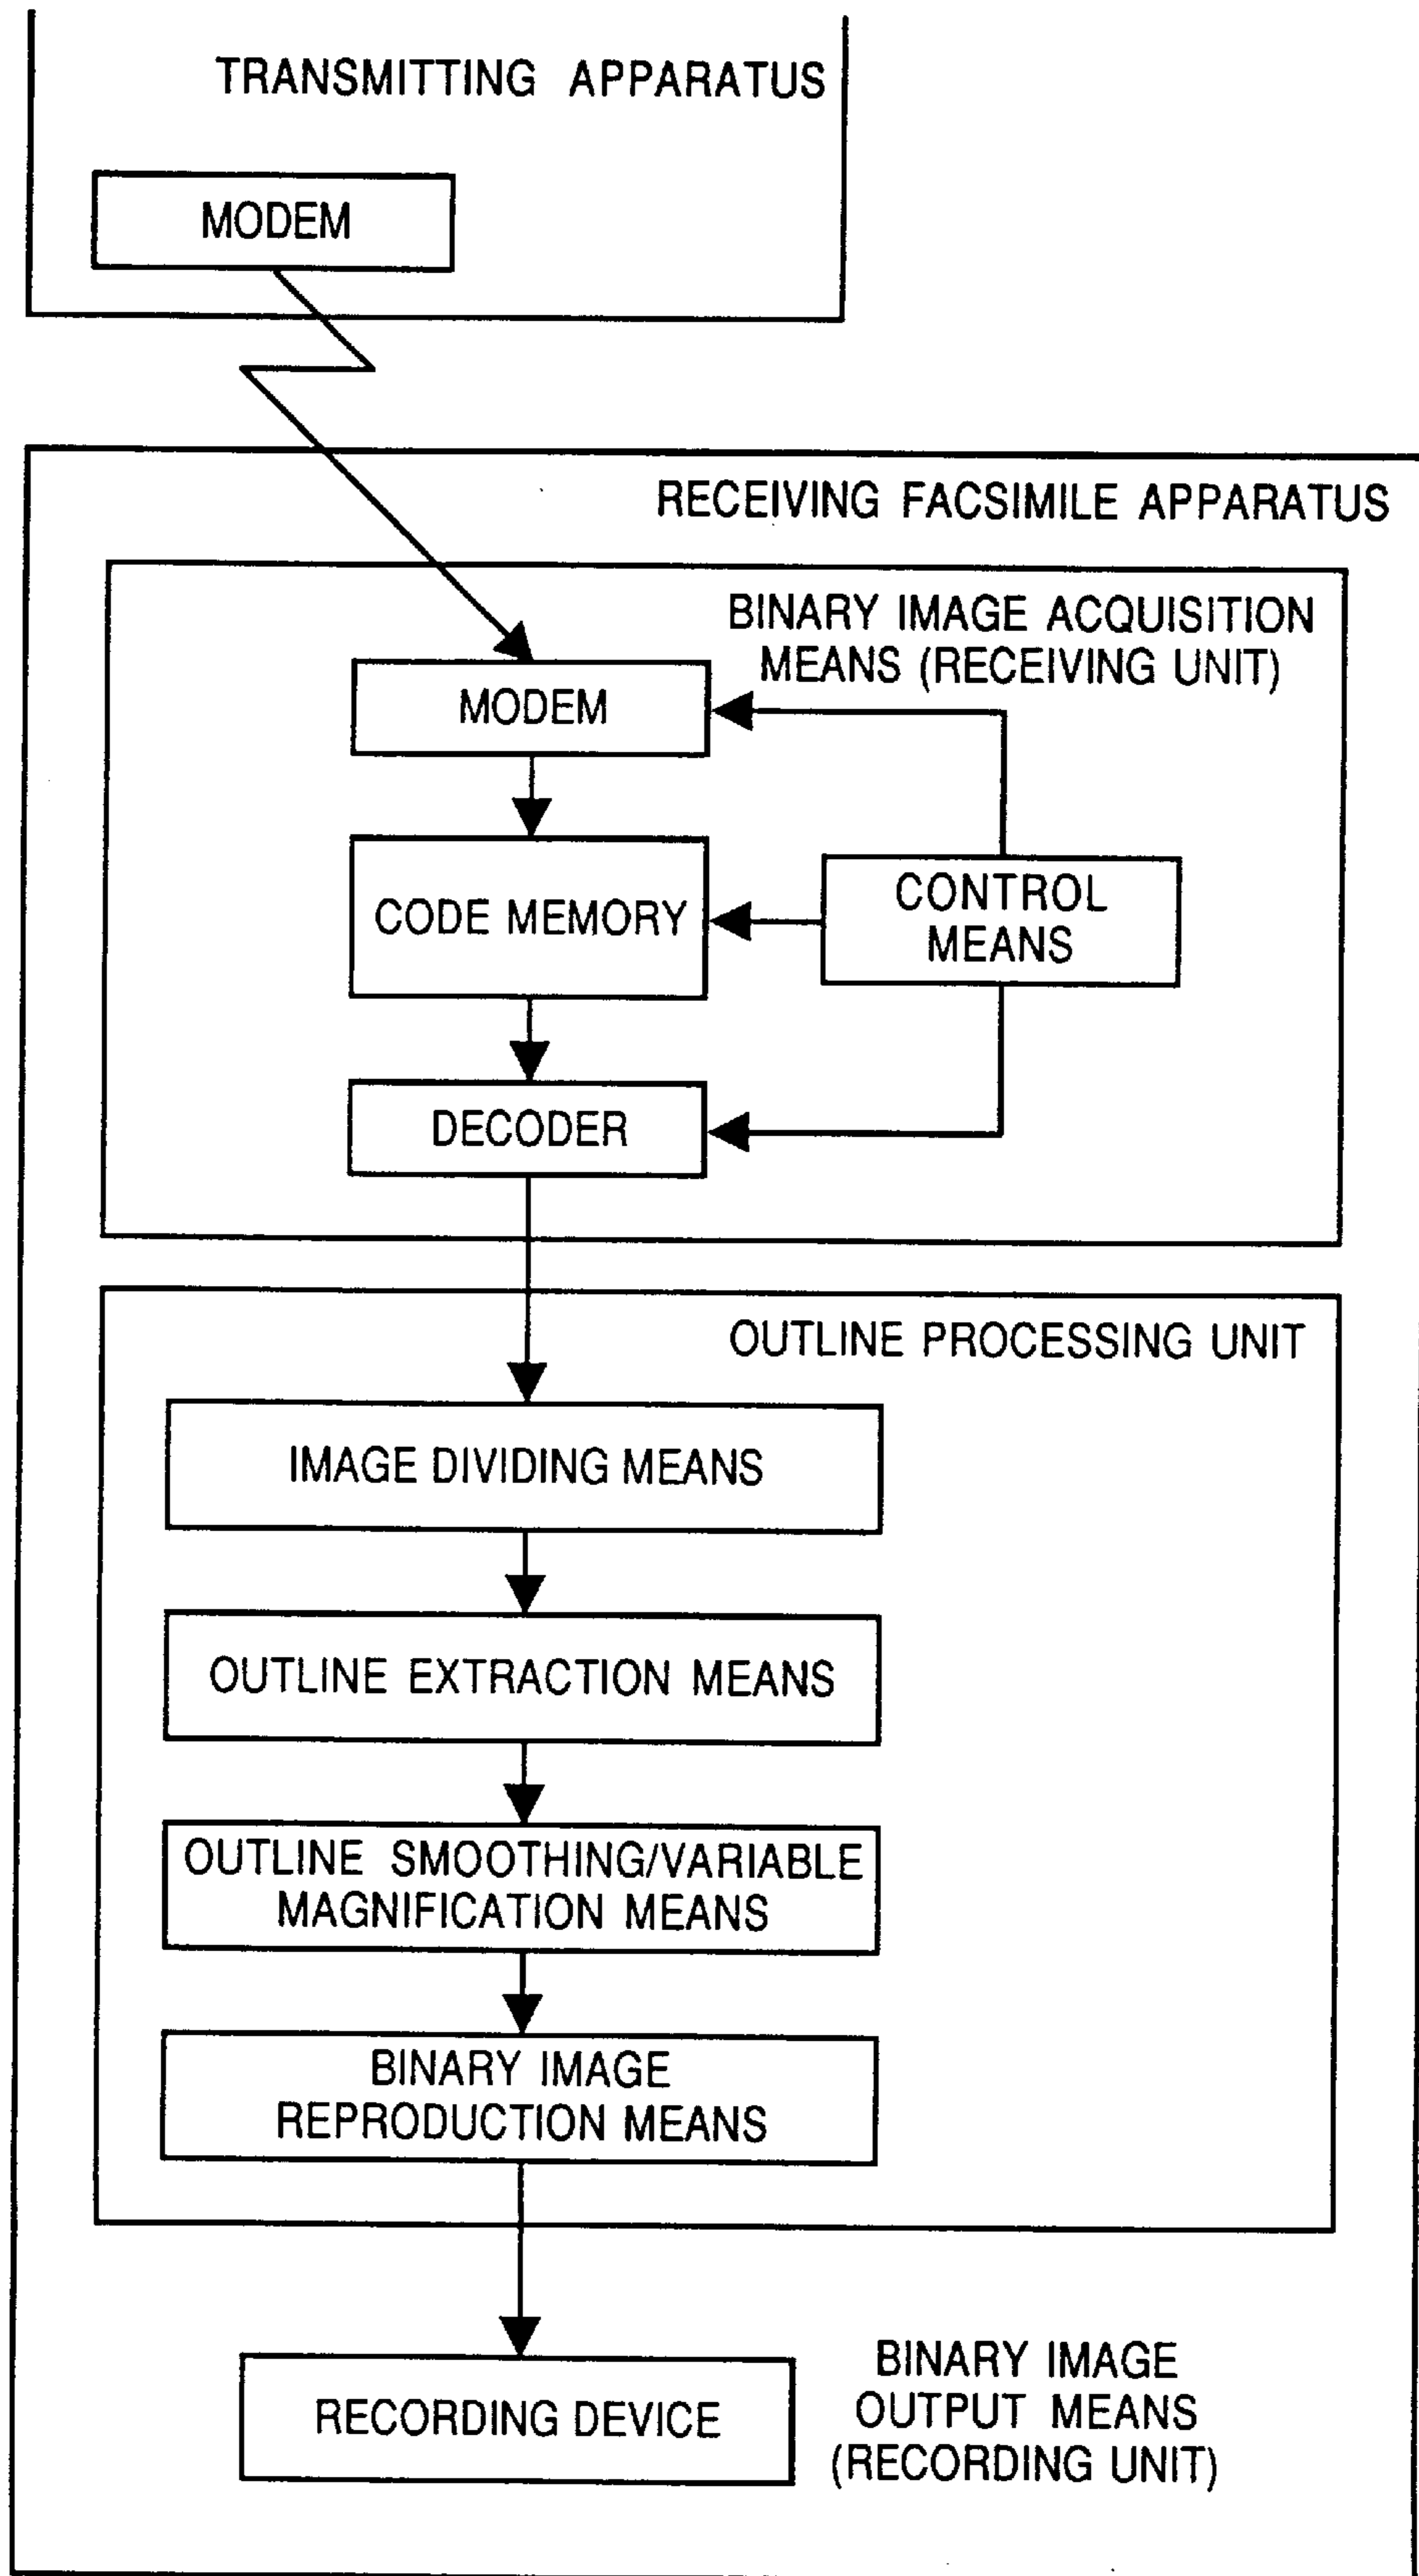 TRANSMITTING APPARATUS
MODEM
RECEIVING FACSIMILE APPARATUS
BINARY IMAGE ACQUISITION
MEANS (RECEIVING UNIT)
MODEM
CODE MEMORY
CONTROL
MEANS
DECODER
OUTLINE PROCESSING UNIT
IMAGE DIVIDING MEANS
OUTLINE EXTRACTION MEANS
OUTLINE SMOOTHING/VARIABLE
MAGNIFICATION MEANS
BINARY IMAGE
REPRODUCTION MEANS
RECORDING DEVICE
BINARY IMAGE
OUTPUT MEANS
(RECORDING UNIT)